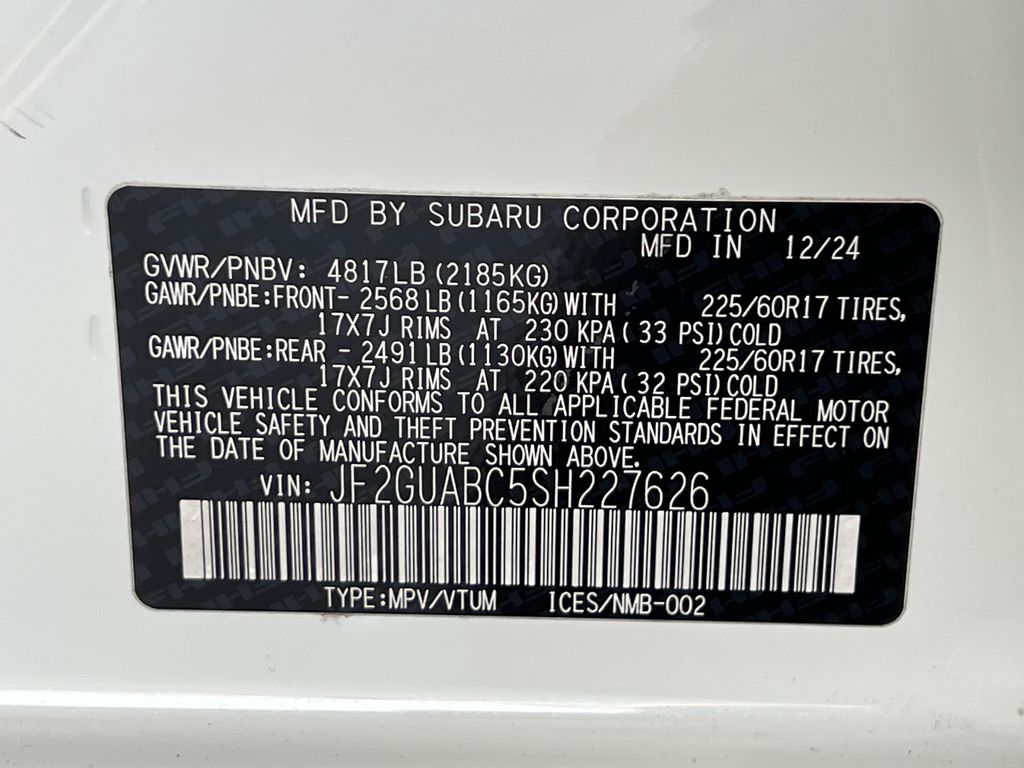 MFD BY SUBARU CORPORATION
MFD IN 12/24
GVWR/PNBV: 4817LB (2185KG)
GAWR/PNBE:FRONT- 2568 LB (1165KG) WITH 225/60R17 TIRES,
17X7J RIMS AT 230 KPA ( 33 PSI) COLD
GAWR/PNBE:REAR - 2491 LB (1130KG) WITH 225/60R17 TIRES,
17X7J RIMS AT 220 KPA ( 32 PSI) COLD
THIS VEHICLE CONFORMS TO ALL APPLICABLE FEDERAL MOTOR
VEHICLE SAFETY AND THEFT PREVENTION STANDARDS IN EFFECT ON
THE DATE OF MANUFACTURE SHOWN ABOVE.
VIN: JF2GUABC5SH227626
TYPE:MPV/VTUM ICES/NMB-002